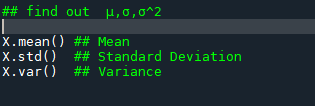 ## find out  μ,σ,σ^2
X.mean() ## Mean
X.std()  ## Standard Deviation
X.var()  ## Variance